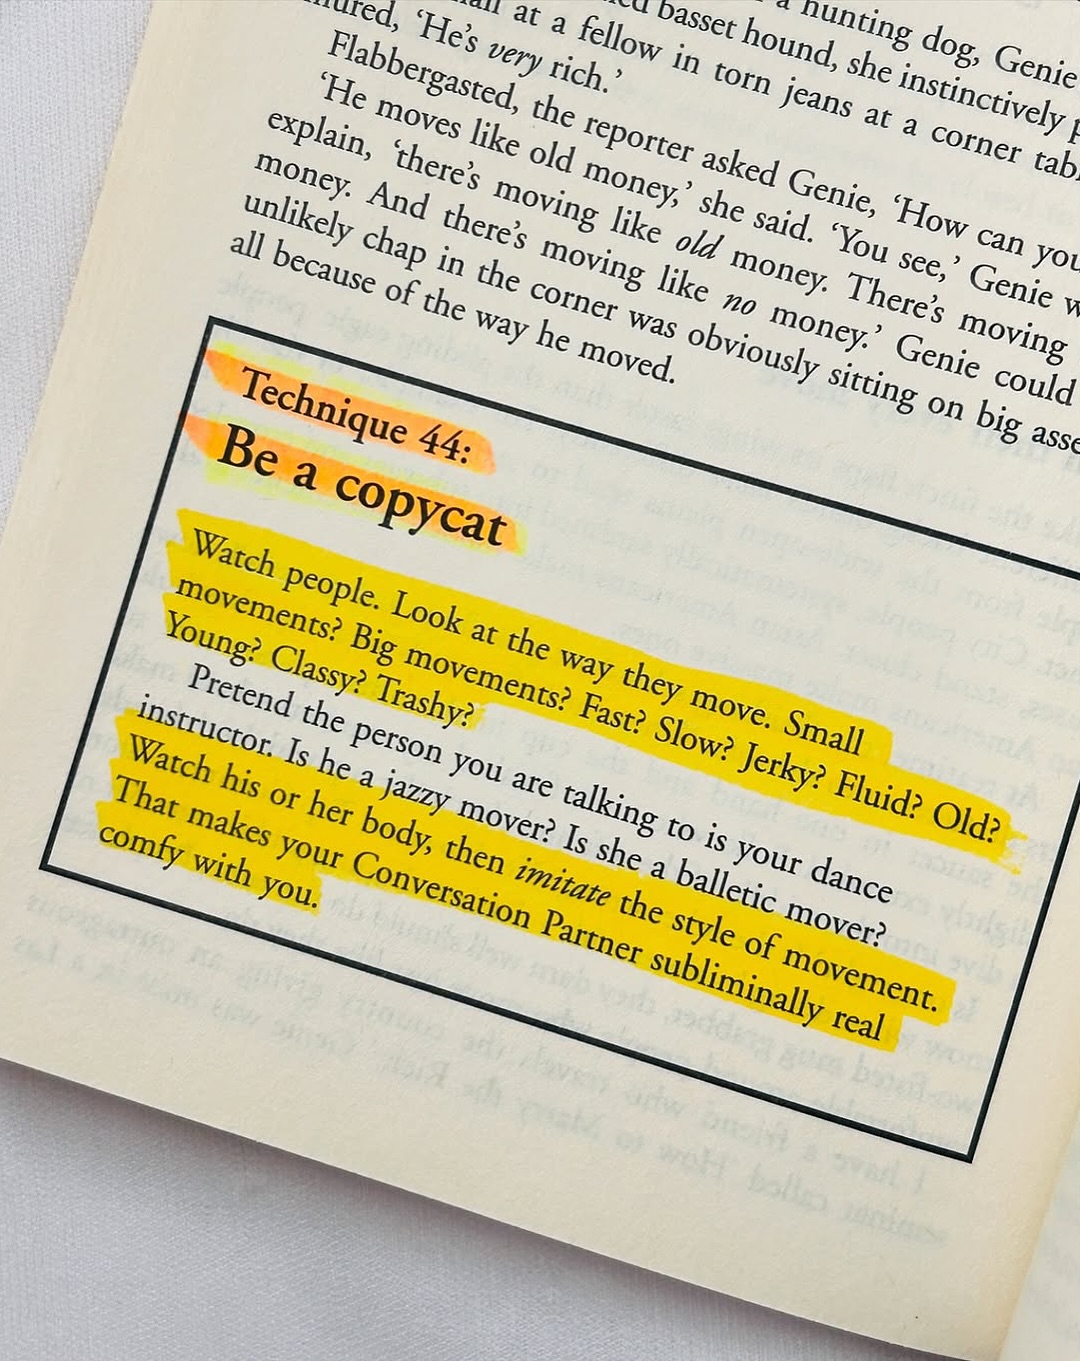 a hunting dog, Genie
basset hound, she instinctively
at a fellow in torn jeans at a corner
‘He’s very rich.’
Flabbergasted, the reporter asked Genie, ‘How can you
‘He moves like old money,’ she said. ‘You see,’ Genie
explain, ‘there’s moving like old money. There’s moving
money. And there’s moving like no money.’ Genie could
unlikely chap in the corner was obviously sitting on big
all because of the way he moved.
Technique 44:
Be a copycat
Watch people. Look at the way they move. Small
movements? Big movements? Fast? Slow? Jerky? Fluid? Old?
Young? Classy? Trashy?
Pretend the person you are talking to is your dance
instructor. Is he a jazzy mover? Is she a balletic mover?
Watch his or her body, then imitate the style of movement.
That makes your Conversation Partner subliminally real
comfy with you.